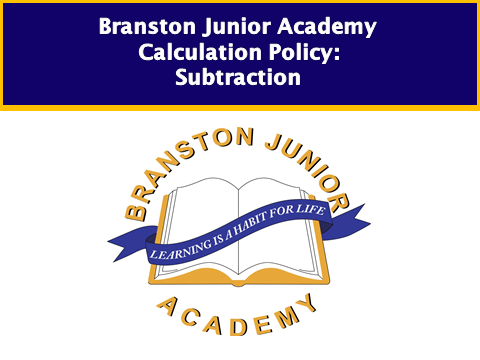 Branston Junior Academy
Calculation Policy:
Subtraction
BRANSTON JUNIOR
LEARNING IS A HABIT FOR LIFE
ACADEMY